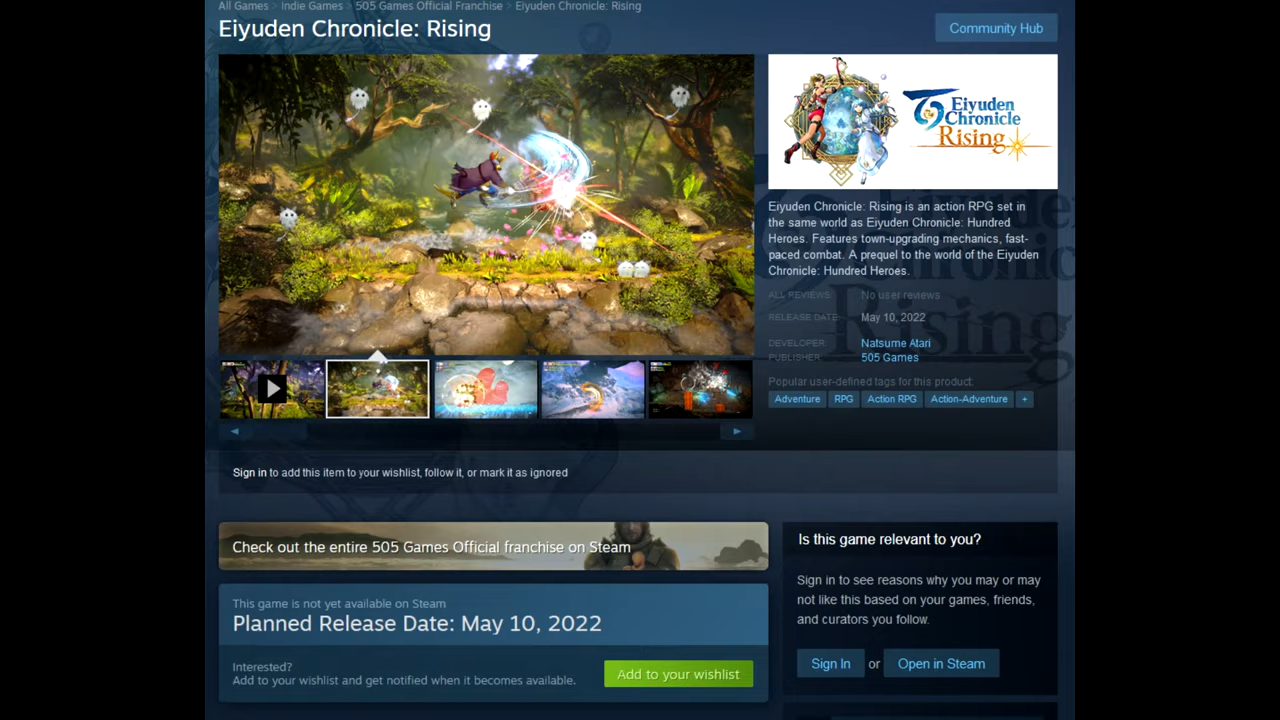 All Games > Indie Games > 505 Games Official Franchise > Eiyuden Chronicle: Rising
Eiyuden Chronicle: Rising
Community Hub
Eiyuden
Chronicle
Rising
Eiyuden Chronicle: Rising is an action RPG set in
the same world as Eiyuden Chronicle: Hundred
Heroes. Features town-upgrading mechanics, fast-
paced combat. A prequel to the world of the Eiyuden
Chronicle: Hundred Heroes.
ALL REVIEWS: No user reviews
RELEASE DATE: May 10, 2022
DEVELOPER: Natsume Atari
PUBLISHER: 505 Games
Popular user-defined tags for this product:
Adventure RPG Action RPG Action-Adventure +
Sign in to add this item to your wishlist, follow it, or mark it as ignored
Check out the entire 505 Games Official franchise on Steam
This game is not yet available on Steam
Planned Release Date: May 10, 2022
Interested?
Add to your wishlist and get notified when it becomes available.
Add to your wishlist
Is this game relevant to you?
Sign in to see reasons why you may or may
not like this based on your games, friends,
and curators you follow.
Sign In or Open in Steam